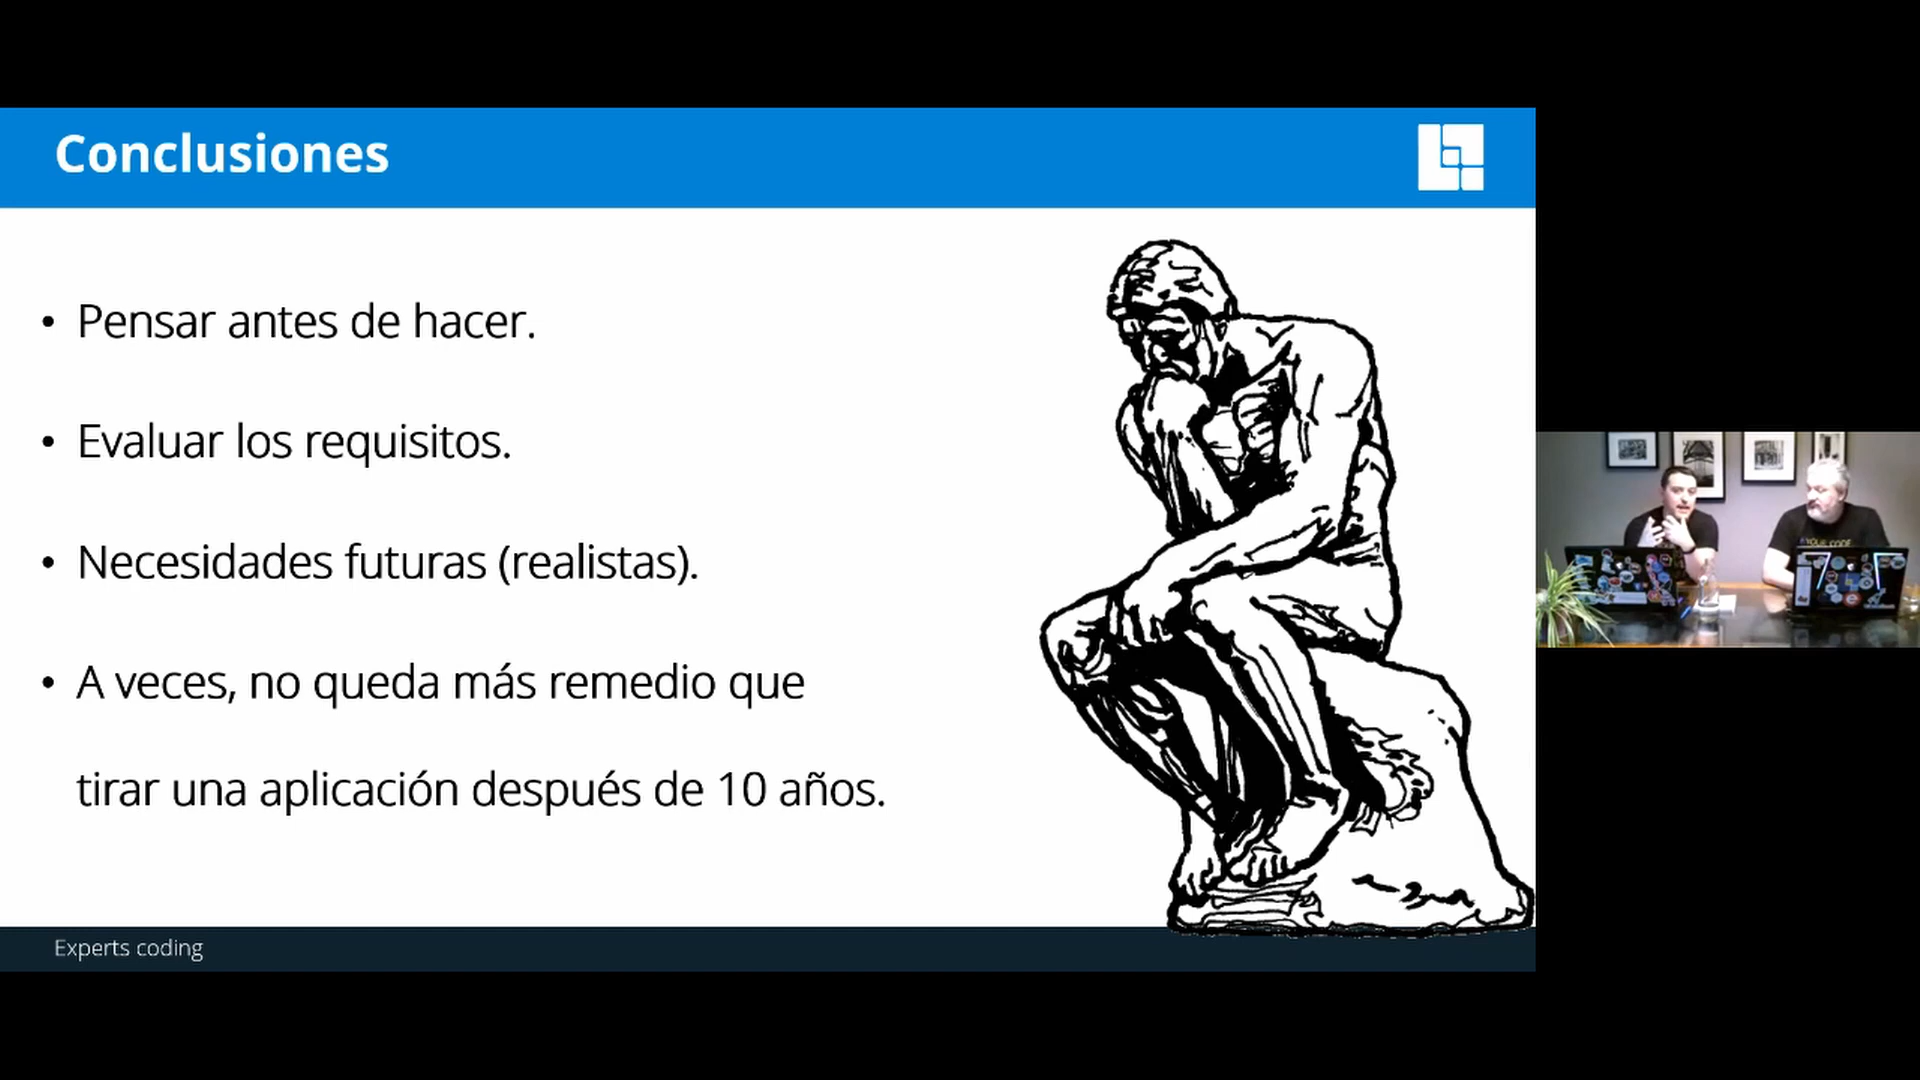 Conclusiones
• Pensar antes de hacer.
• Evaluar los requisitos.
• Necesidades futuras (realistas).
• A veces, no queda más remedio que
tirar una aplicación después de 10 años.
Experts coding